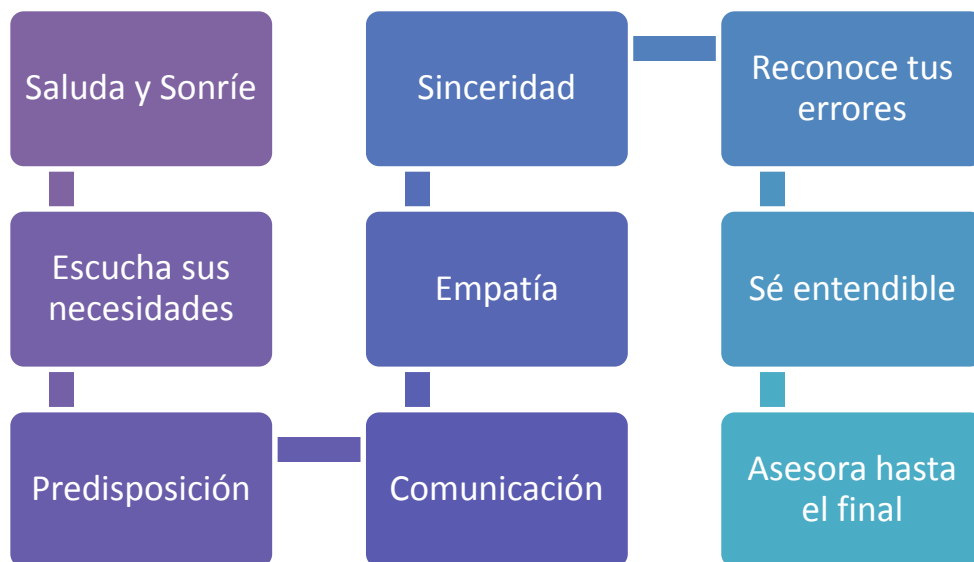 Saluda y Sonríe
Escucha sus
necesidades
Predisposición
Comunicación
Empatía
Sinceridad
Reconoce tus
errores
Sé entendible
Asesora hasta
el final